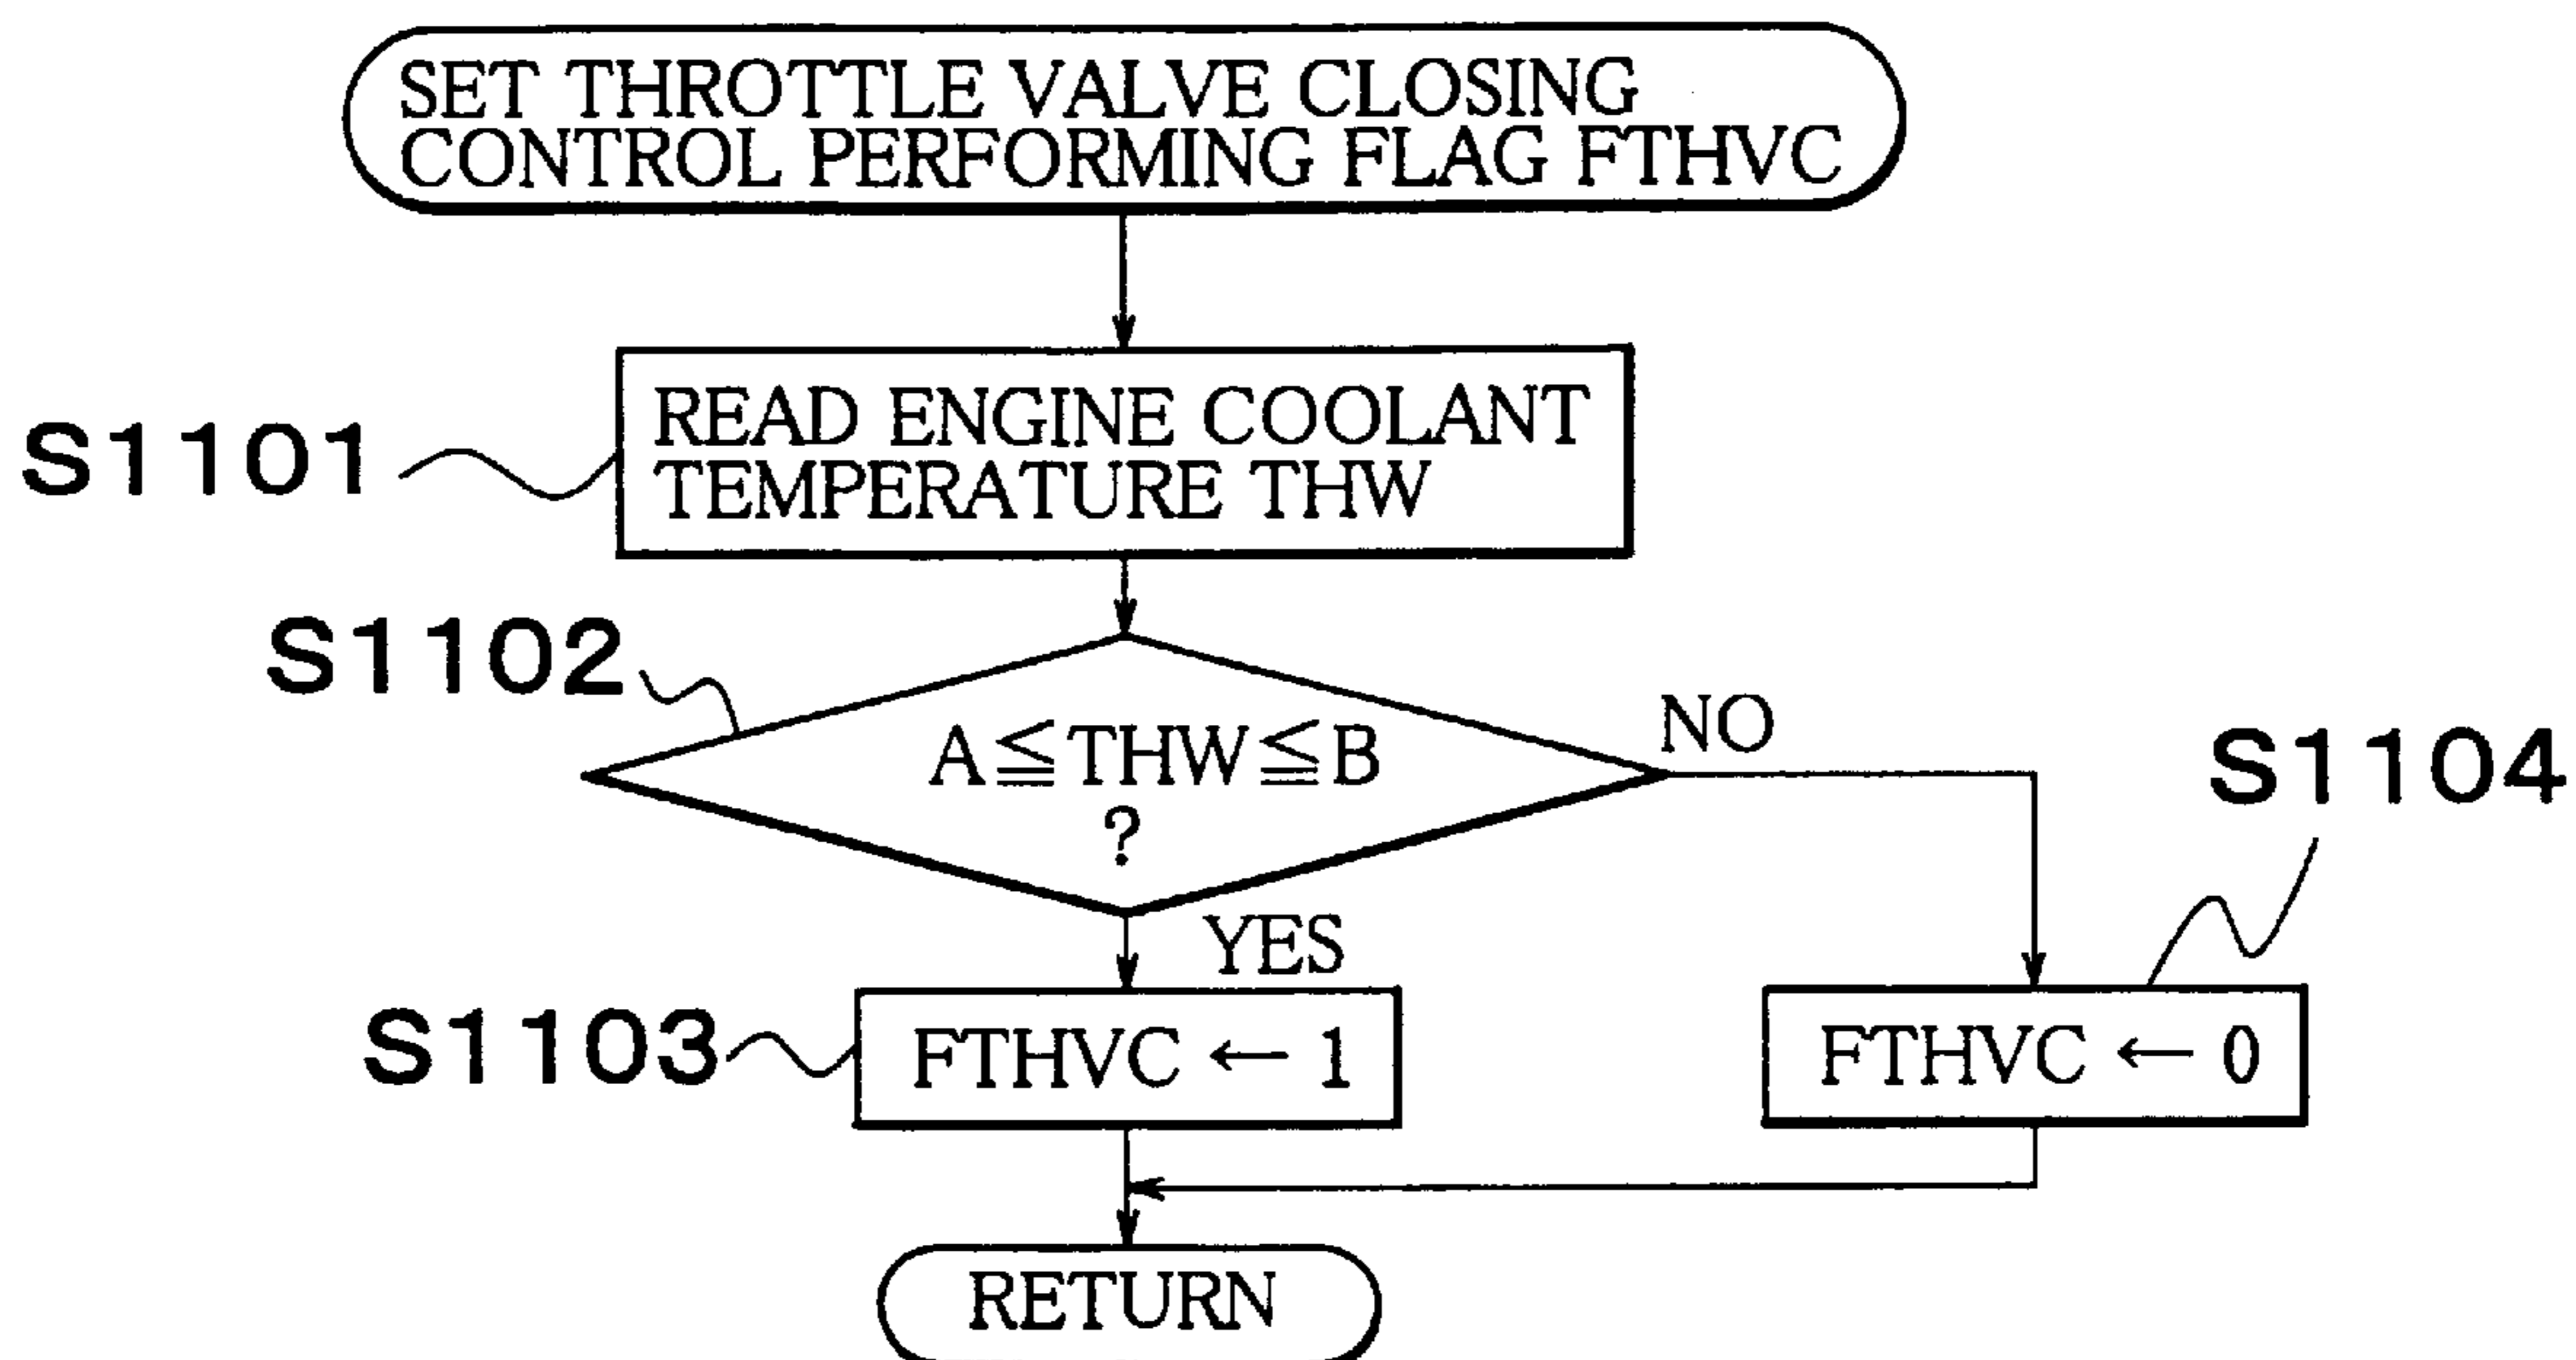 SET THROTTLE VALVE CLOSING
CONTROL PERFORMING FLAG FTHVC
S1101
READ ENGINE COOLANT
TEMPERATURE THW
S1102
A≦THW≦B
?
NO
S1104
YES
S1103
FTHVC ← 1
FTHVC ← 0
RETURN